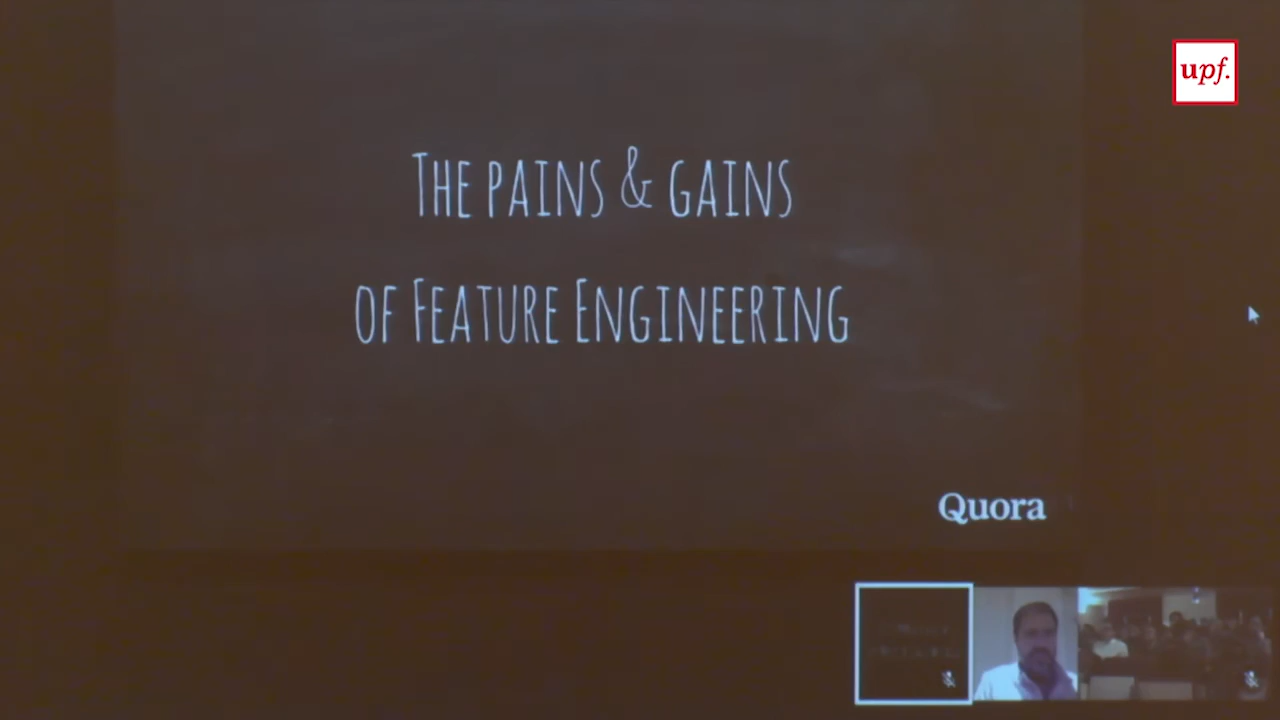 upf.
The pains & gains
of Feature Engineering
Quora